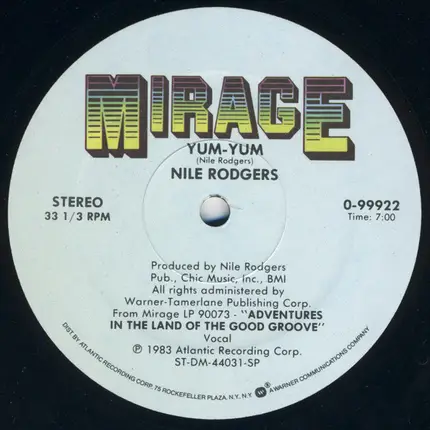 MIRAGE
YUM-YUM
(Nile Rodgers)
NILE RODGERS
STEREO
33 1/3 RPM
0-99922
Time: 7:00
Produced by Nile Rodgers
Pub., Chic Music, Inc., BMI
All rights administered by
Warner-Tamerlane Publishing Corp.
From Mirage LP 90073 - "ADVENTURES
IN THE LAND OF THE GOOD GROOVE"
Vocal
℗ 1983 Atlantic Recording Corp.
ST-DM-44031-SP
DIST. BY ATLANTIC RECORDING CORP. 75 ROCKEFELLER PLAZA, N.Y. N.Y. W ® A WARNER COMMUNICATIONS COMPANY